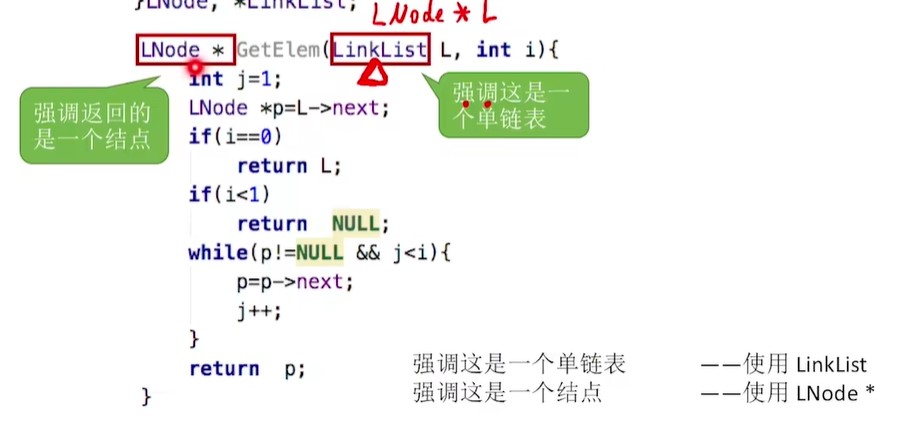 }LNode, *LinkList;
LNode * L
LNode * GetElem(LinkList L, int i){
int j=1;
LNode *p=L->next;
if(i==0)
return L;
if(i<1)
return NULL;
while(p!=NULL && j<i){
p=p->next;
j++;
}
return p;
}
强调返回的
是一个结点
强调这是一
个单链表
强调这是一个单链表 ——使用 LinkList
强调这是一个结点 ——使用 LNode *